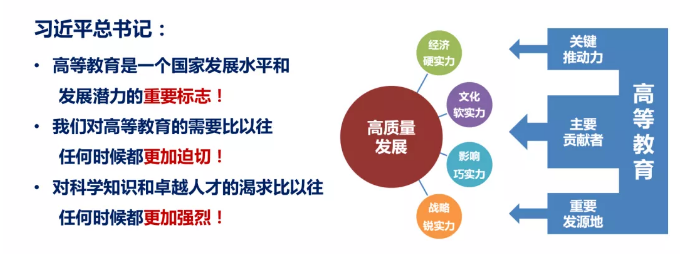 习近平总书记：
• 高等教育是一个国家发展水平和
发展潜力的重要标志！
• 我们对高等教育的需要比以往
任何时候都更加迫切！
• 对科学知识和卓越人才的渴求比以往
任何时候都更加强烈！
高质量
发展
经济
硬实力
文化
软实力
影响
巧实力
战略
锐实力
关键
推动力
主要
贡献者
重要
发源地
高等教育